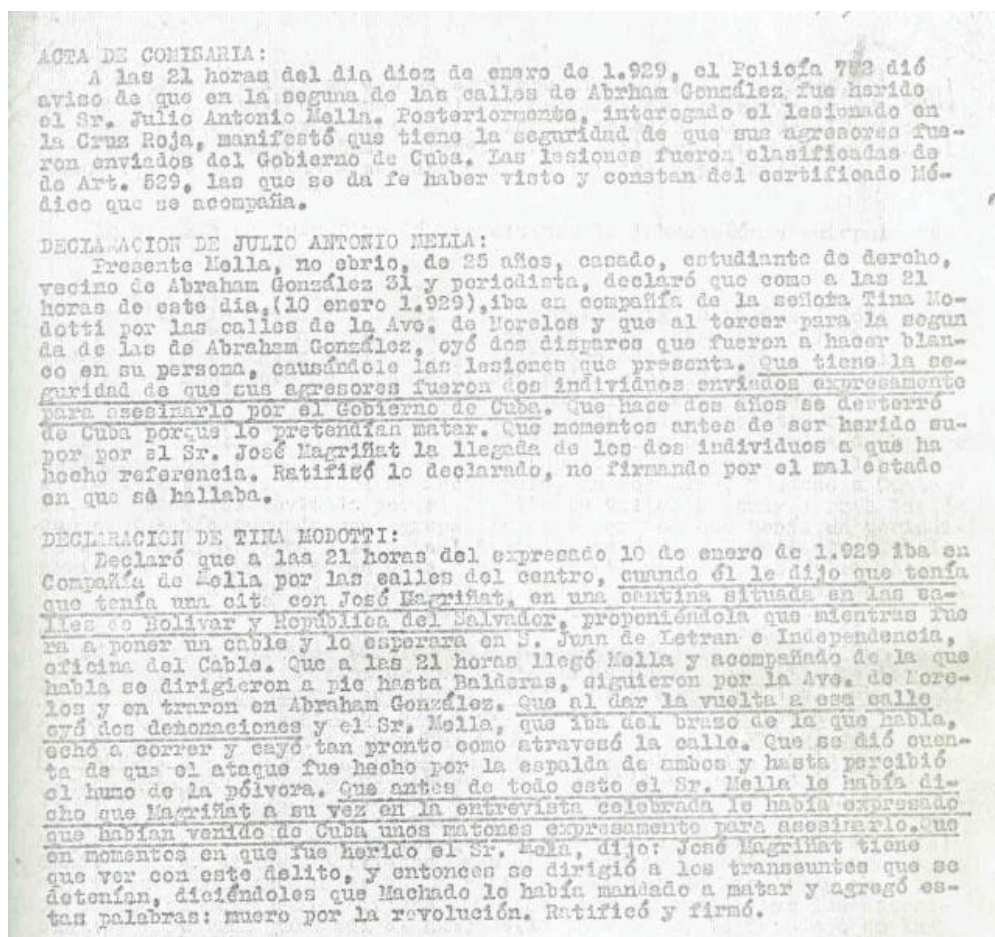 ACTA DE COMISARIA:
A las 21 horas del dia diez de enero de 1.929, el Policía 782 dió
aviso de que en la seguna de las calles de Abrham González, fue herido
el Sr. Julio Antonio Mella. Posteriormente, interogado el lesionado en
la Cruz Roja, manifestó que tiene la seguridad de que sus agresores fue-
ron enviados del Gobierno de Cuba. Las lesiones fueron clasificadas de
de Art. 529, las que se da fe haber visto y constan del certificado Mé-
dico que se acompaña.
DECLARACION DE JULIO ANTONIO MELLA:
Presente Mella, no ebrio, de 25 años, casado, estudiante de derecho,
vecino de Abraham González 31 y periodista, declaró que como a las 21
horas de este dia,(10 enero 1.929),iba en compañía de la señora Tina Mo-
dotti por las calles de la Ave. de Morelos y que al torcer para la segun
da de las de Abraham González, oyó dos disparos que fueron a hacer blan-
co en su persona, causándole las lesiones que presenta. Que tiene la se-
guridad de que sus agresores fueron dos individuos enviados expresamente
para asesinarlo por el Gobierno de Cuba. Que hace dos años se desterró
de Cuba porque lo pretendían matar. Que momentos antes de ser herido su-
por por el Sr. José Magriñat la llegada de los dos individuos a que ha
hecho referencia. Ratificó lo declarado, no firmando por el mal estado
en que se hallaba.
DECLARACION DE TINA MODOTTI:
Declaró que a las 21 horas del expresado 10 de enero de 1.929 iba en
Compañía de Mella por las calles del centro, cuando él le dijo que tenía
que tenía una cita con José Magriñat, en una cantina situada en las ca-
lles de Bolivar y República del Salvador, proponiéndola que mientras fue
ra a poner un cable y lo esperara en S. Juan de Letran e Independencia,
oficina del Cable. Que a las 21 horas llegó Mella y acompañado de la que
habla se dirigieron a pie hasta Balderas, siguieron por la Ave. de More-
los y en traron en Abraham González. Que al dar la vuelta a esa calle
oyó dos detonaciones y el Sr. Mella, que iba del brazo de la que habla,
echó a correr y cayó tan pronto como atravesó la calle. Que se dió cuen-
ta de que el ataque fue hecho por la espalda de ambos y hasta percibió
el humo de la pólvora. Que antes de todo esto el Sr. Mella le había di-
cho que Magriñat a su vez en la entrevista celebrada le había expresado
que habían venido de Cuba unos matones expresamente para asesinarlo.Que
en momentos en que fue herido el Sr. Mela, dijo: José Magriñat tiene
que ver con este delito, y entonces se dirigió a los transeuntes que se
detenían, diciéndoles que Machado lo había mandado a matar y agregó es-
tas palabras: muero por la revolución. Ratificó y firmó.